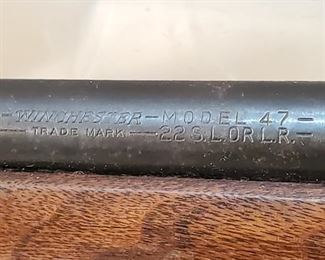 -WINCHESTER-MODEL 47-
-TRADE MARK-22 S.L.OR L.R.-